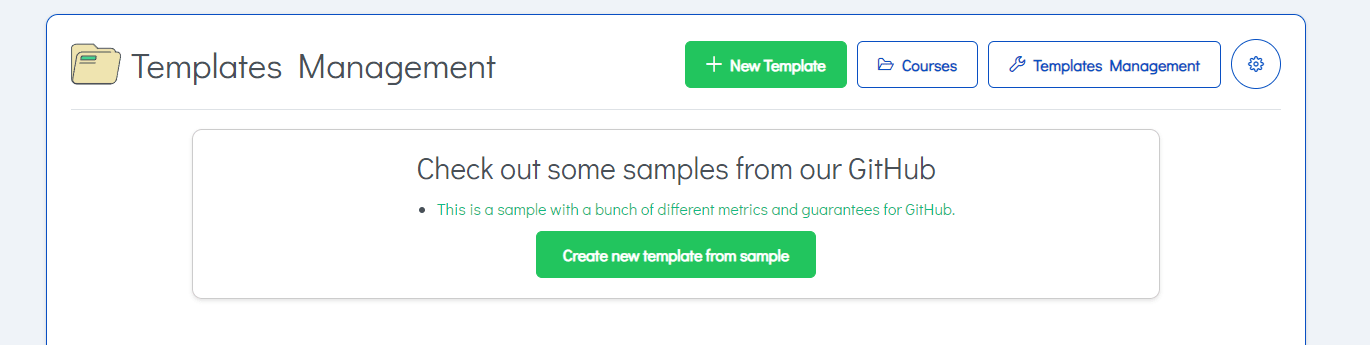 Templates Management
New Template
Courses
Templates Management
Check out some samples from our GitHub
This is a sample with a bunch of different metrics and guarantees for GitHub.
Create new template from sample